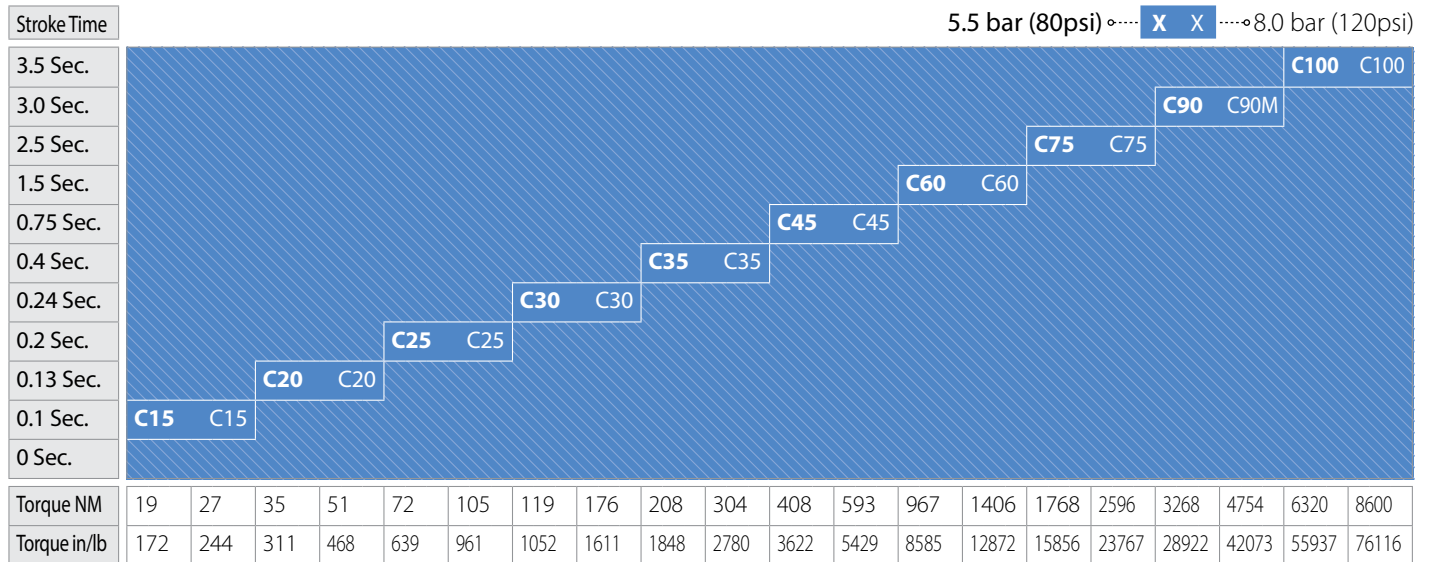 Stroke Time 5.5 bar (80psi) X X 8.0 bar (120psi)
3.5 Sec. C100 C100
3.0 Sec. C90 C90M
2.5 Sec. C75 C75
1.5 Sec. C60 C60
0.75 Sec. C45 C45
0.4 Sec. C35 C35
0.24 Sec. C30 C30
0.2 Sec. C25 C25
0.13 Sec. C20 C20
0.1 Sec. C15 C15
0 Sec.
Torque NM 19 27 35 51 72 105 119 176 208 304 408 593 967 1406 1768 2596 3268 4754 6320 8600
Torque in/lb 172 244 311 468 639 961 1052 1611 1848 2780 3622 5429 8585 12872 15856 23767 28922 42073 55937 76116